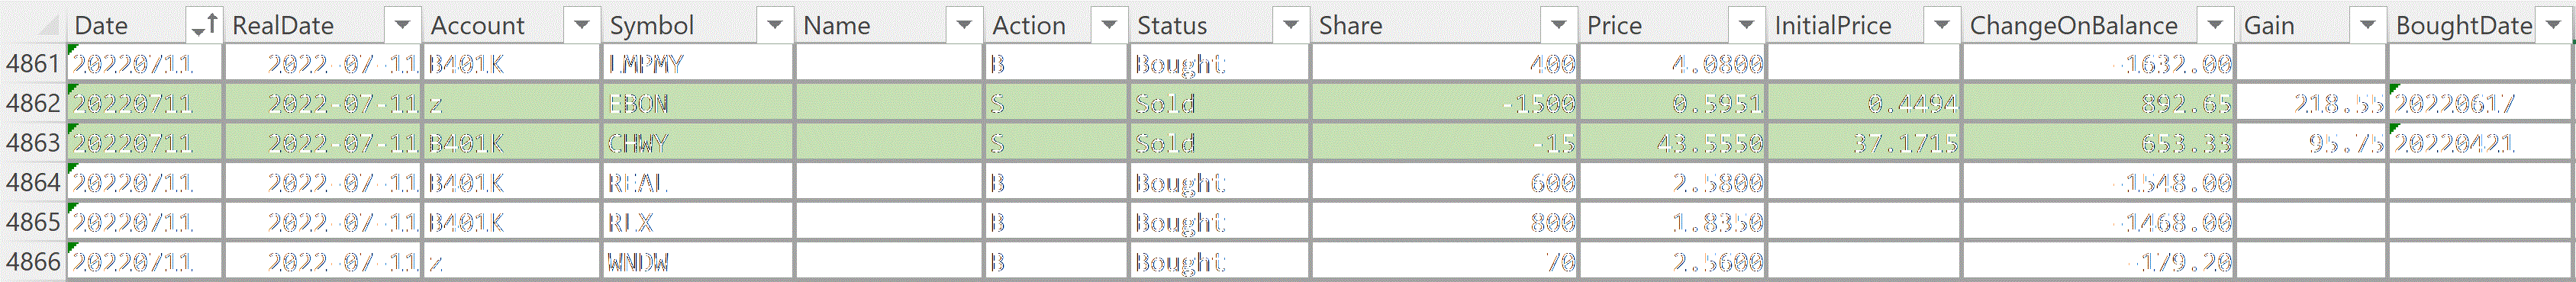 Date RealDate Account Symbol Name Action Status Share Price InitialPrice ChangeOnBalance Gain BoughtDate
4861 20220711 2022-07-11 B401K LMPMY B Bought 400 4.0800 -1632.00
4862 20220711 2022-07-11 z EBON S Sold -1500 0.5951 0.4494 892.65 218.55 20220617
4863 20220711 2022-07-11 B401K CHWY S Sold -15 43.5550 37.1715 653.33 95.75 20220421
4864 20220711 2022-07-11 B401K REAL B Bought 600 2.5800 -1548.00
4865 20220711 2022-07-11 B401K RLX B Bought 800 1.8350 -1468.00
4866 20220711 2022-07-11 z WNDW B Bought 70 2.5600 -179.20